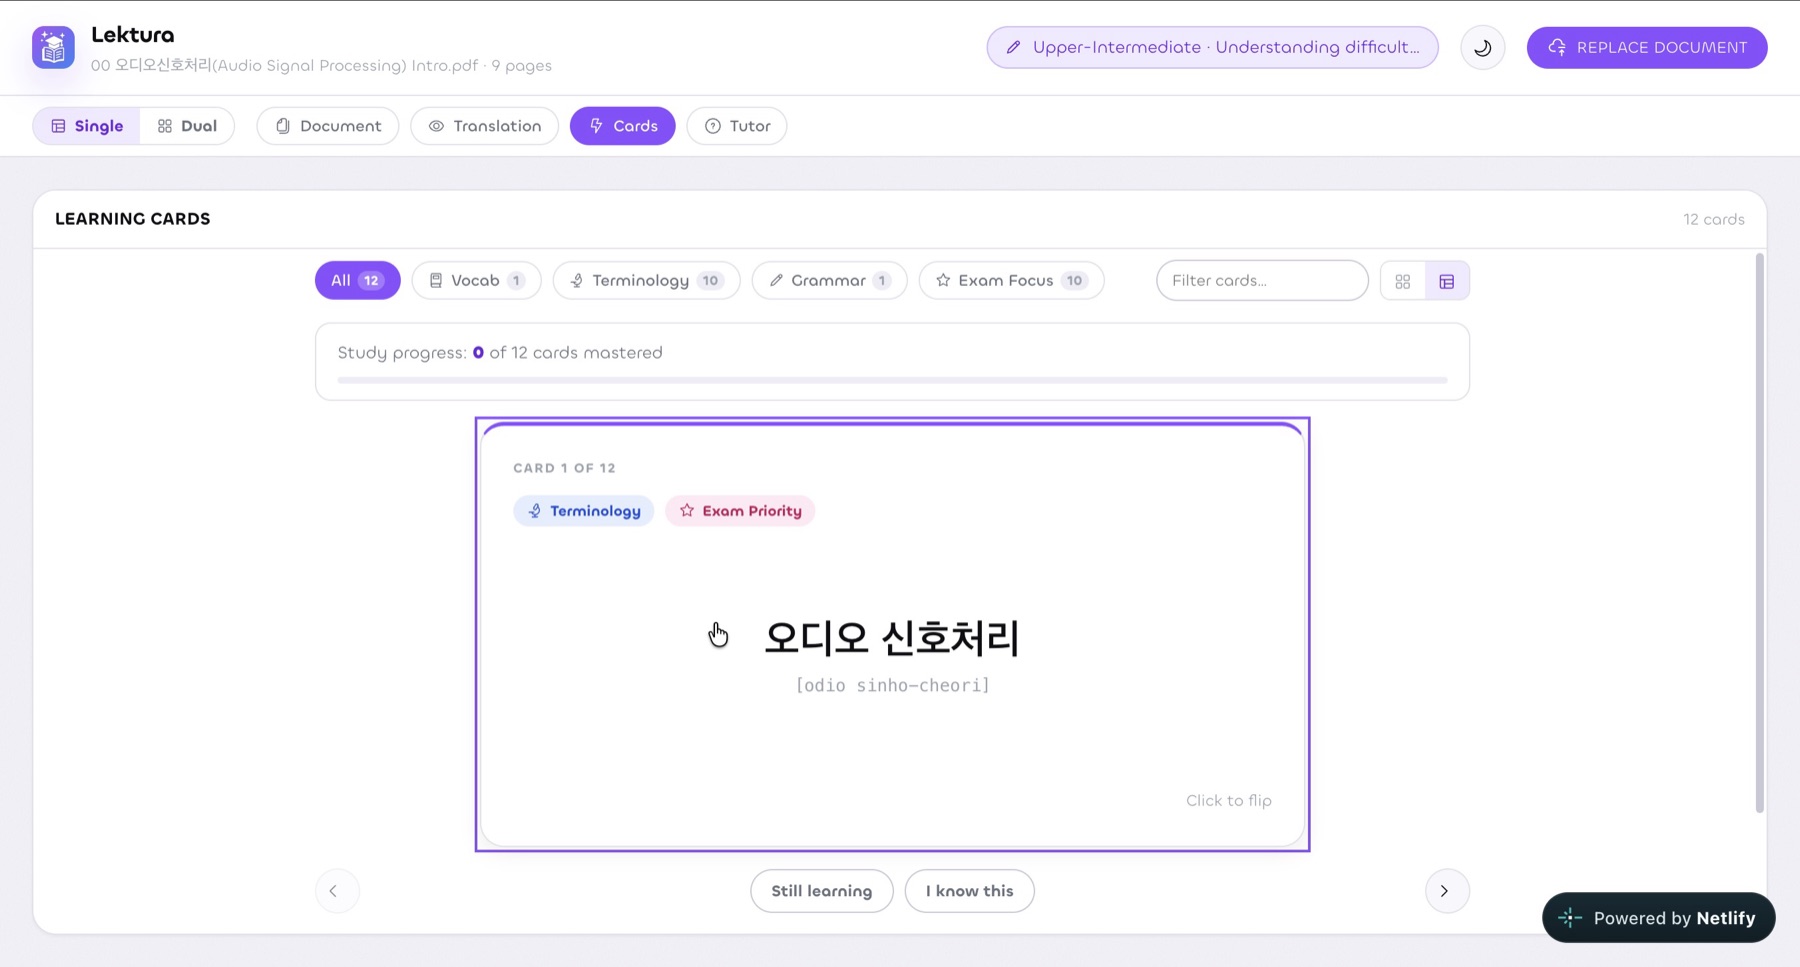 Lektura
00 오디오신호처리(Audio Signal Processing) Intro.pdf · 9 pages
Upper-Intermediate · Understanding difficult...
REPLACE DOCUMENT
Single
Dual
Document
Translation
Cards
Tutor
LEARNING CARDS
12 cards
All 12
Vocab 1
Terminology 10
Grammar 1
Exam Focus 10
Filter cards...
Study progress: 0 of 12 cards mastered
CARD 1 OF 12
Terminology
Exam Priority
오디오 신호처리
[odio sinho-cheori]
Click to flip
Still learning
I know this
Powered by Netlify